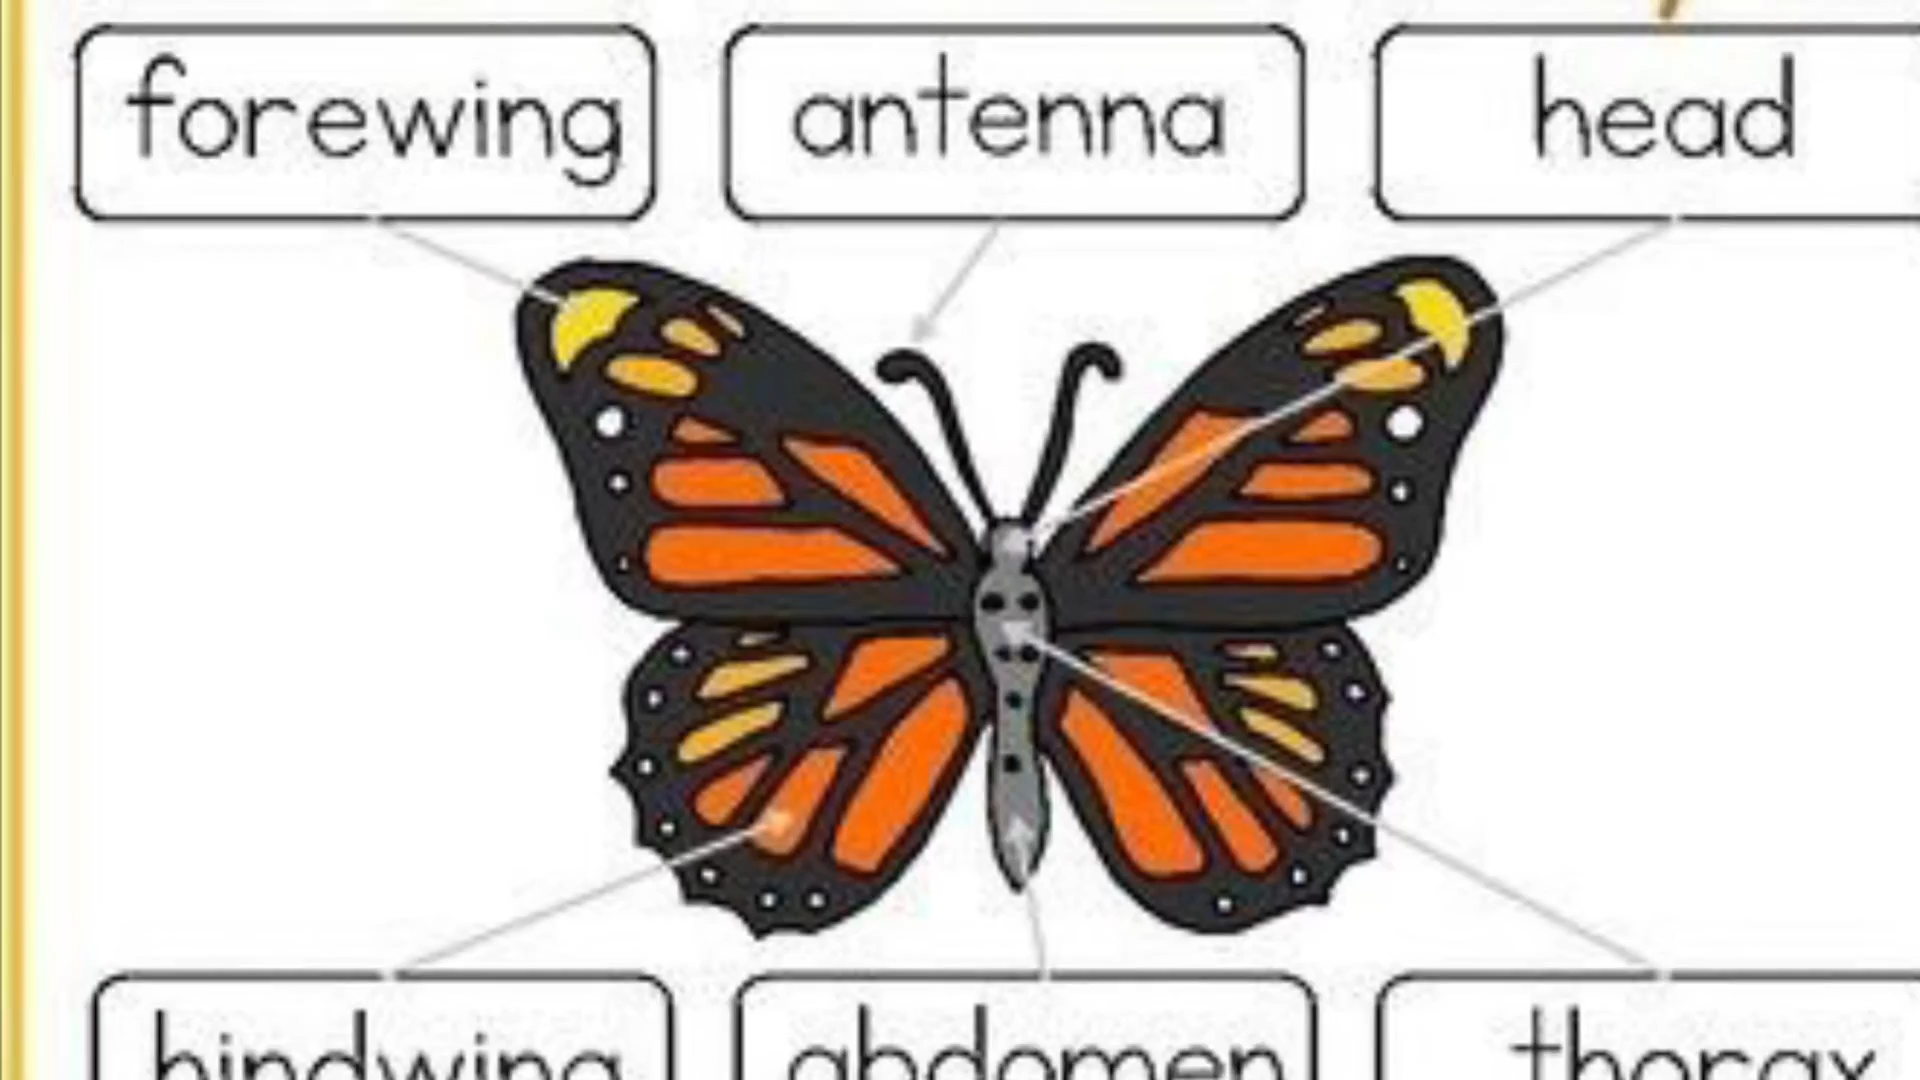 forewing
antenna
head
hindwing
abdomen
thorax